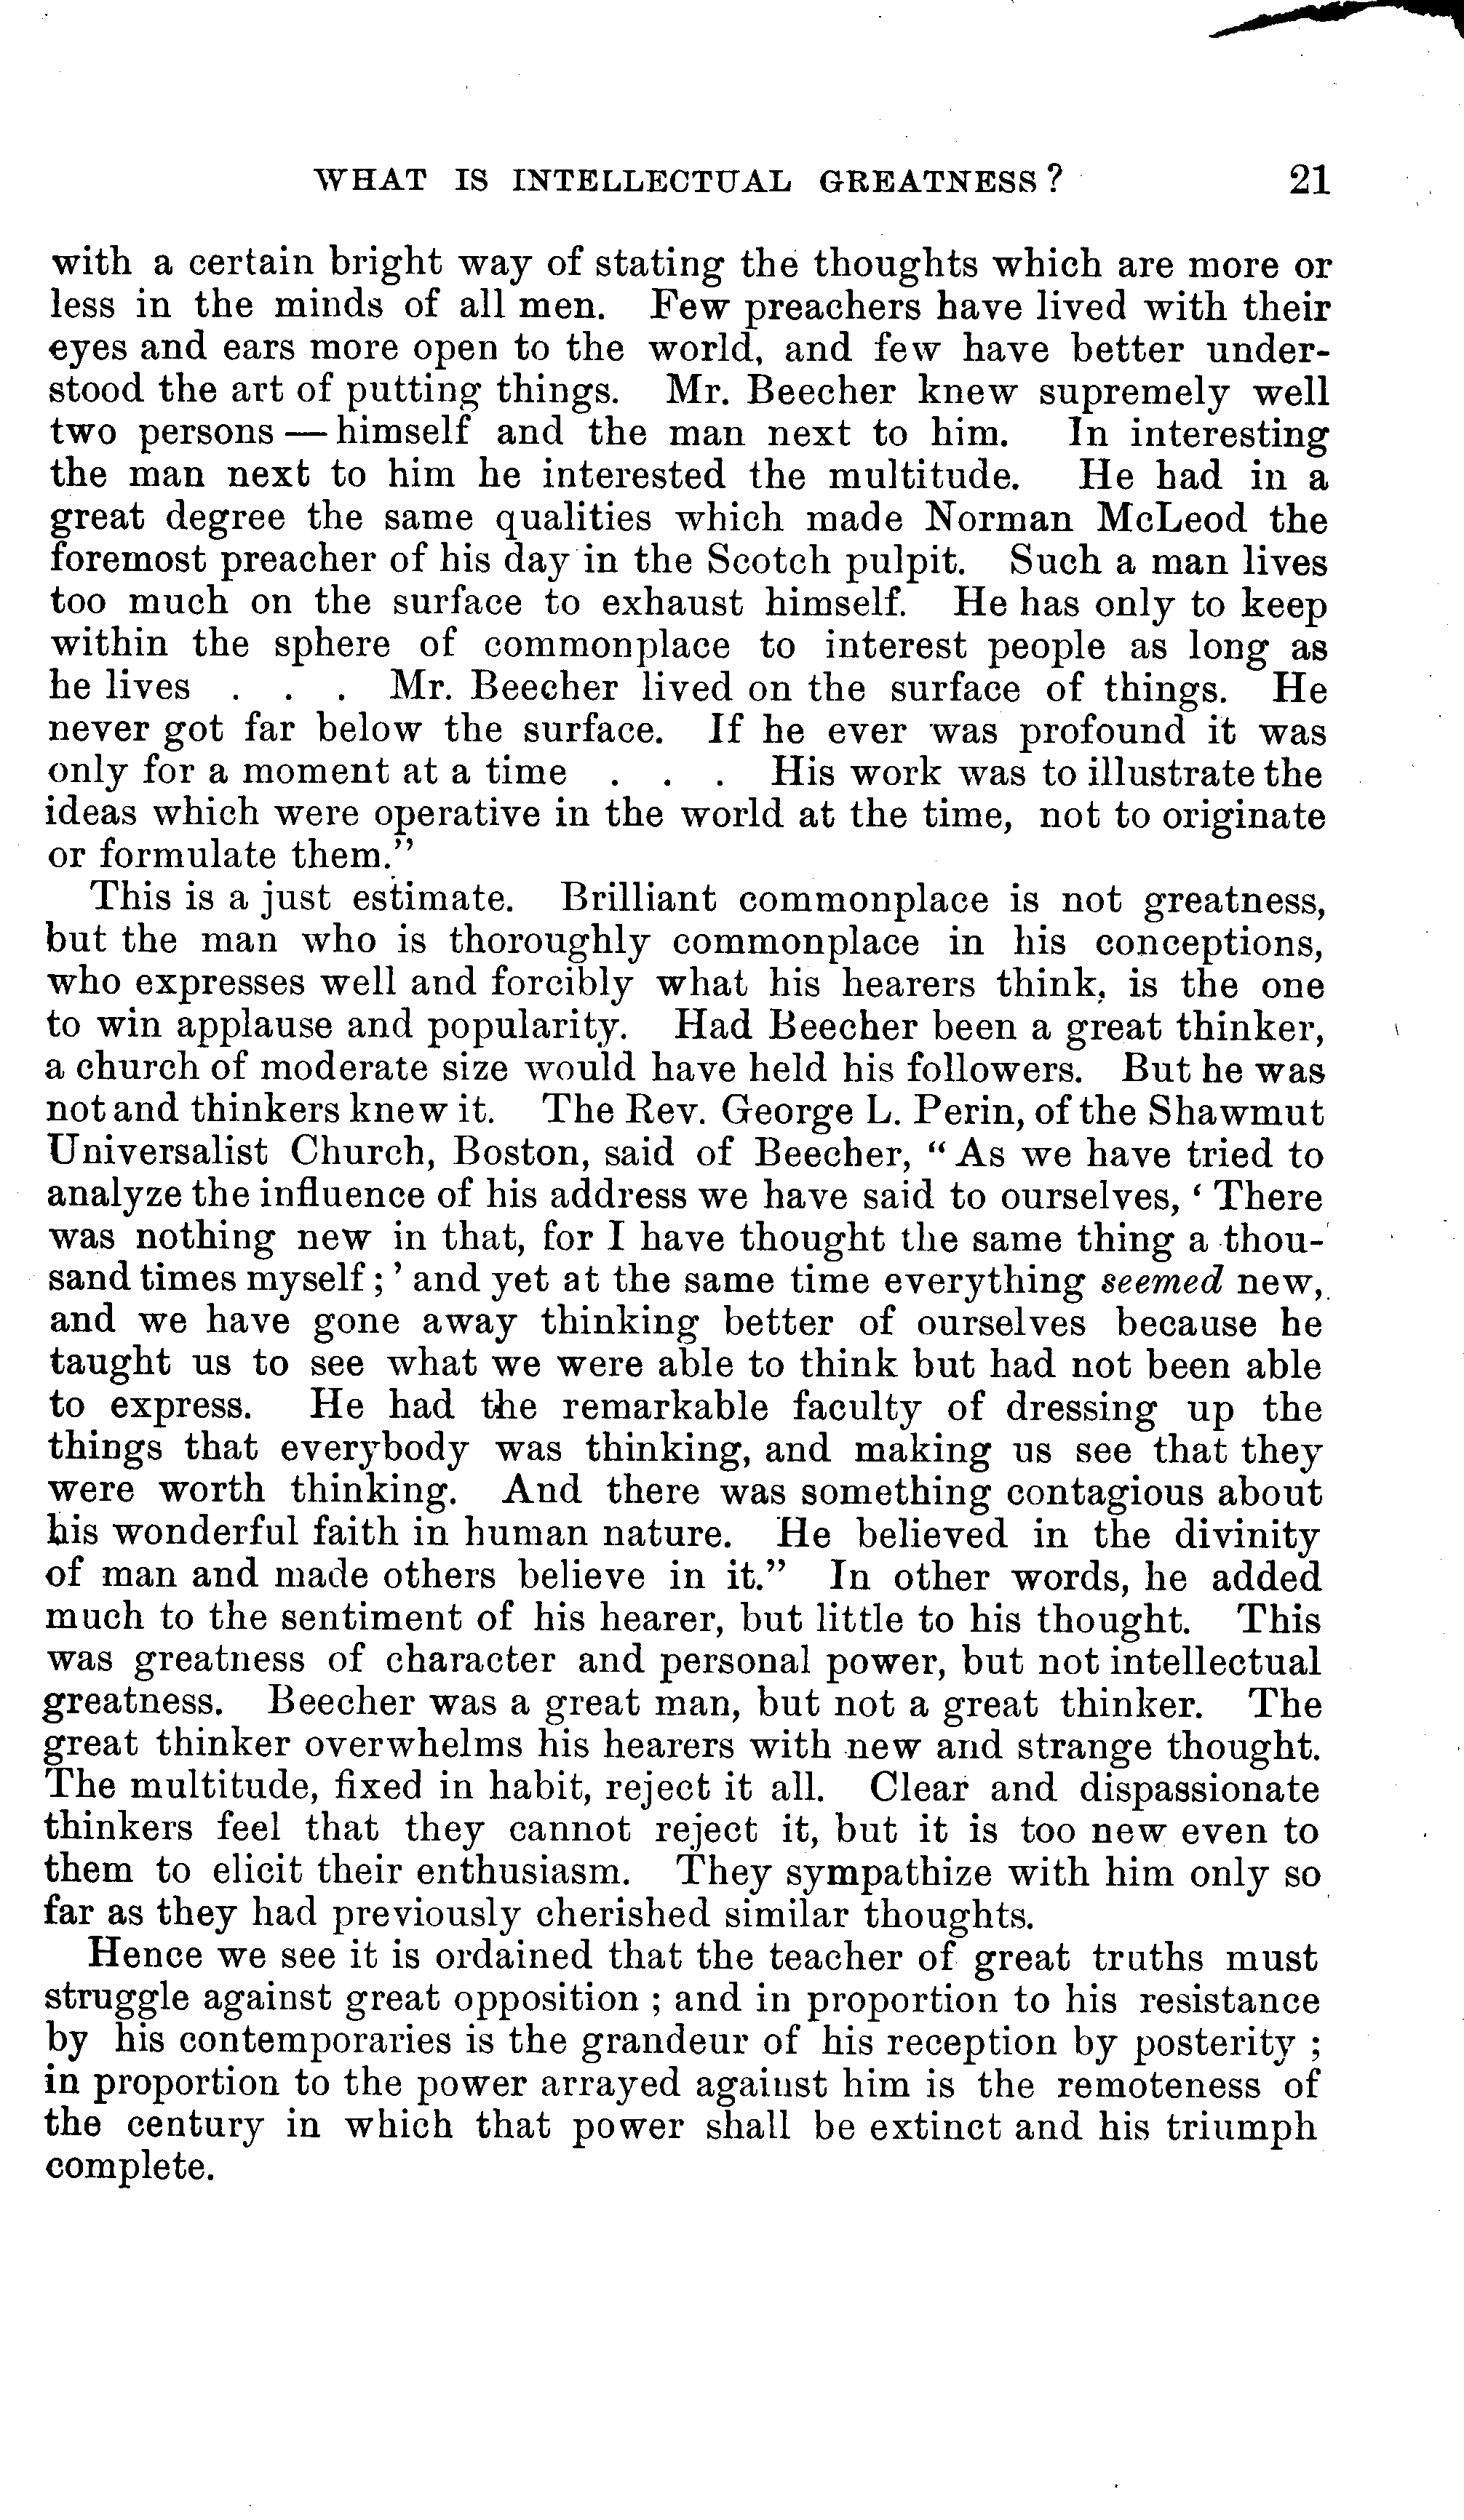 WHAT IS INTELLECTUAL GREATNESS? 21
with a certain bright way of stating the thoughts which are more or
less in the minds of all men. Few preachers have lived with their
eyes and ears more open to the world, and few have better under-
stood the art of putting things. Mr. Beecher knew supremely well
two persons — himself and the man next to him. In interesting
the man next to him he interested the multitude. He had in a
great degree the same qualities which made Norman McLeod the
foremost preacher of his day in the Scotch pulpit. Such a man lives
too much on the surface to exhaust himself. He has only to keep
within the sphere of commonplace to interest people as long as
he lives . . . Mr. Beecher lived on the surface of things. He
never got far below the surface. If he ever was profound it was
only for a moment at a time . . . His work was to illustrate the
ideas which were operative in the world at the time, not to originate
or formulate them."
This is a just estimate. Brilliant commonplace is not greatness,
but the man who is thoroughly commonplace in his conceptions,
who expresses well and forcibly what his hearers think, is the one
to win applause and popularity. Had Beecher been a great thinker,
a church of moderate size would have held his followers. But he was
not and thinkers knew it. The Rev. George L. Perin, of the Shawmut
Universalist Church, Boston, said of Beecher, "As we have tried to
analyze the influence of his address we have said to ourselves, 'There
was nothing new in that, for I have thought the same thing a thou-
sand times myself;' and yet at the same time everything seemed new,
and we have gone away thinking better of ourselves because he
taught us to see what we were able to think but had not been able
to express. He had the remarkable faculty of dressing up the
things that everybody was thinking, and making us see that they
were worth thinking. And there was something contagious about
his wonderful faith in human nature. He believed in the divinity
of man and made others believe in it." In other words, he added
much to the sentiment of his hearer, but little to his thought. This
was greatness of character and personal power, but not intellectual
greatness. Beecher was a great man, but not a great thinker. The
great thinker overwhelms his hearers with new and strange thought.
The multitude, fixed in habit, reject it all. Clear and dispassionate
thinkers feel that they cannot reject it, but it is too new even to
them to elicit their enthusiasm. They sympathize with him only so
far as they had previously cherished similar thoughts.
Hence we see it is ordained that the teacher of great truths must
struggle against great opposition; and in proportion to his resistance
by his contemporaries is the grandeur of his reception by posterity;
in proportion to the power arrayed against him is the remoteness of
the century in which that power shall be extinct and his triumph
complete.